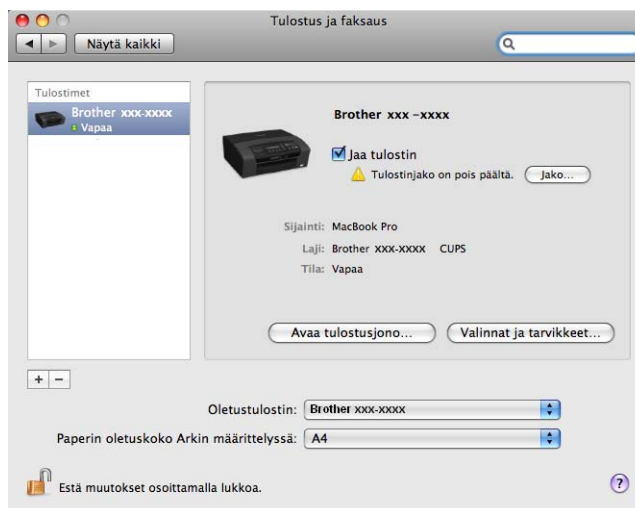 Tulostus ja faksaus
Näytä kaikki
Tulostimet
Brother xxx-xxxx
Vapaa
Brother xxx –xxxx
Jaa tulostin
Tulostinjako on pois päältä. Jako...
Sijainti: MacBook Pro
Laji: Brother XXX-XXXX CUPS
Tila: Vapaa
Avaa tulostusjono... Valinnat ja tarvikkeet...
+ −
Oletustulostin: Brother xxx-xxxx
Paperin oletuskoko Arkin määrittelyssä: A4
Estä muutokset osoittamalla lukkoa. ?